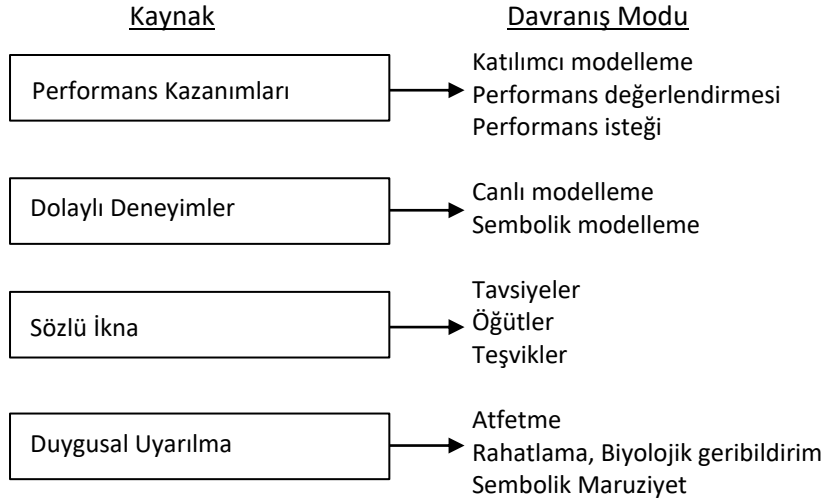 Kaynak
Davranış Modu
Performans Kazanımları
Katılımcı modelleme
Performans değerlendirmesi
Performans isteği
Dolaylı Deneyimler
Canlı modelleme
Sembolik modelleme
Sözlü İkna
Tavsiyeler
Öğütler
Teşvikler
Duygusal Uyarılma
Atfetme
Rahatlama, Biyolojik geribildirim
Sembolik Maruziyet